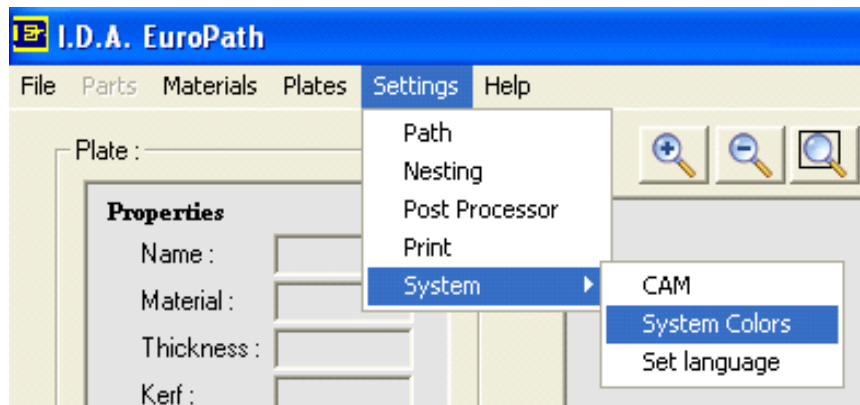 I.D.A. EuroPath
File Parts Materials Plates Settings Help
Plate :
Properties
Name :
Material :
Thickness :
Kerf :
Path
Nesting
Post Processor
Print
System
CAM
System Colors
Set language